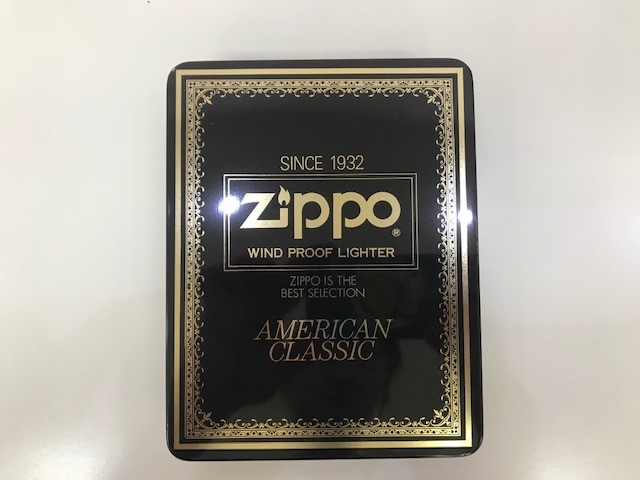 SINCE 1932
Zippo®
WIND PROOF LIGHTER
ZIPPO IS THE
BEST SELECTION
AMERICAN
CLASSIC